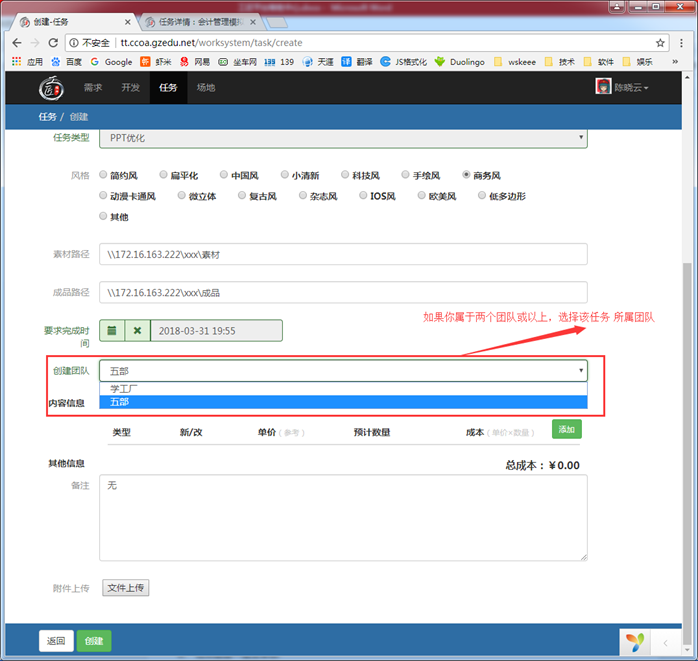 创建-任务
任务详情：会计管理模拟
不安全 tt.ccoa.gzedu.net/worksystem/task/create
应用 百度 Google 虾米 网易 坐车网 139 139 天涯 翻译 JS格式化 Duolingo wskeee 技术 软件 娱乐 »
需求 开发 任务 场地 陈晓云
任务 / 创建
任务类型 PPT优化
风格 简约风 扁平化 中国风 小清新 科技风 手绘风 商务风
动漫卡通风 微立体 复古风 杂志风 IOS风 欧美风 低多边形
其他
素材路径 \\172.16.163.222\xxx\素材
成品路径 \\172.16.163.222\xxx\成品
如果你属于两个团队或以上，选择该任务 所属团队
要求完成时 2018-03-31 19:55
间
创建团队 五部
学工厂
内容信息 五部
类型 新/改 单价（参考） 预计数量 成本（单价×数量） 添加
其他信息 总成本：￥0.00
备注 无
附件上传 文件上传
返回 创建